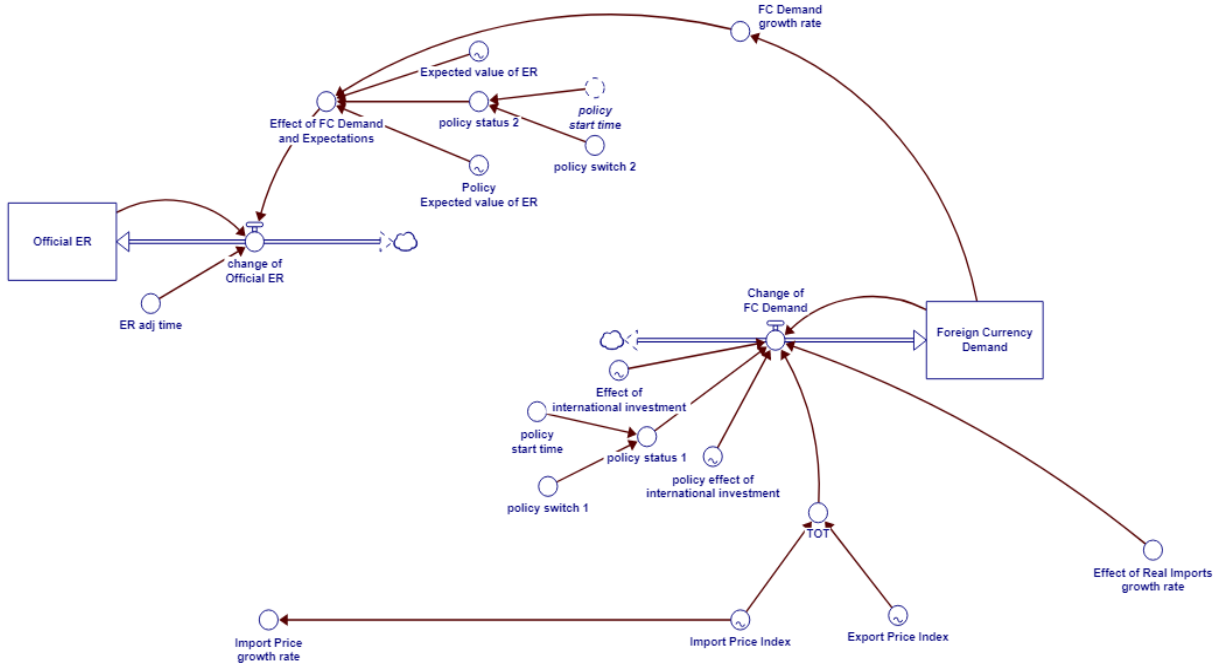 FC Demand
growth rate
Expected value of ER
Effect of FC Demand
and Expectations
policy status 2
policy
start time
policy switch 2
Policy
Expected value of ER
Official ER
change of
Official ER
ER adj time
Change of
FC Demand
Foreign Currency
Demand
Effect of
international investment
policy
start time
policy status 1
policy switch 1
policy effect of
international investment
TOT
Effect of Real Imports
growth rate
Import Price
growth rate
Import Price Index
Export Price Index